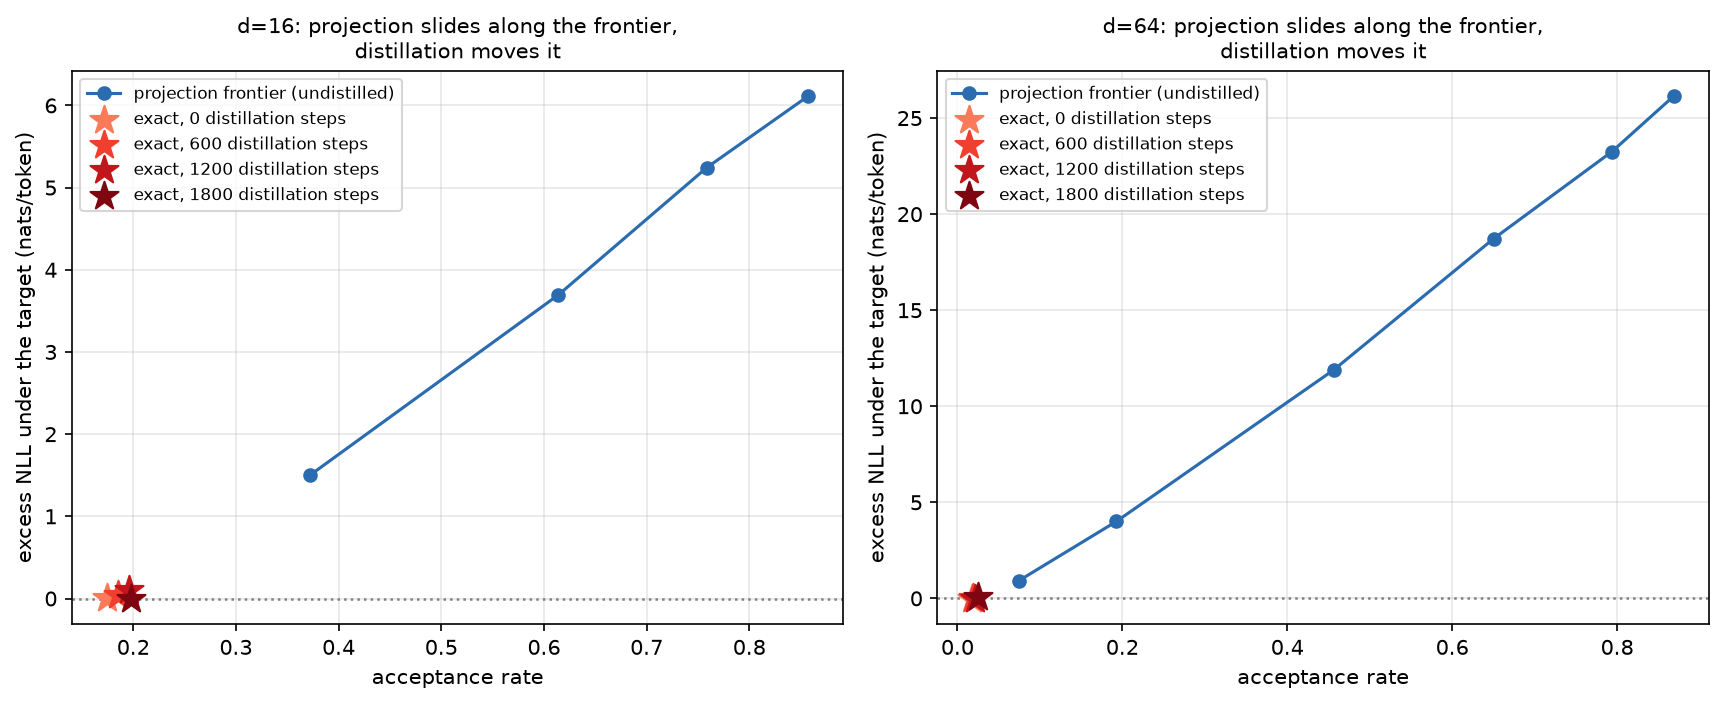 d=16: projection slides along the frontier,
distillation moves it
projection frontier (undistilled)
exact, 0 distillation steps
exact, 600 distillation steps
exact, 1200 distillation steps
exact, 1800 distillation steps
excess NLL under the target (nats/token)
6
5
4
3
2
1
0
0.2
0.3
0.4
0.5
0.6
0.7
0.8
acceptance rate
d=64: projection slides along the frontier,
distillation moves it
projection frontier (undistilled)
exact, 0 distillation steps
exact, 600 distillation steps
exact, 1200 distillation steps
exact, 1800 distillation steps
excess NLL under the target (nats/token)
25
20
15
10
5
0
0.0
0.2
0.4
0.6
0.8
acceptance rate